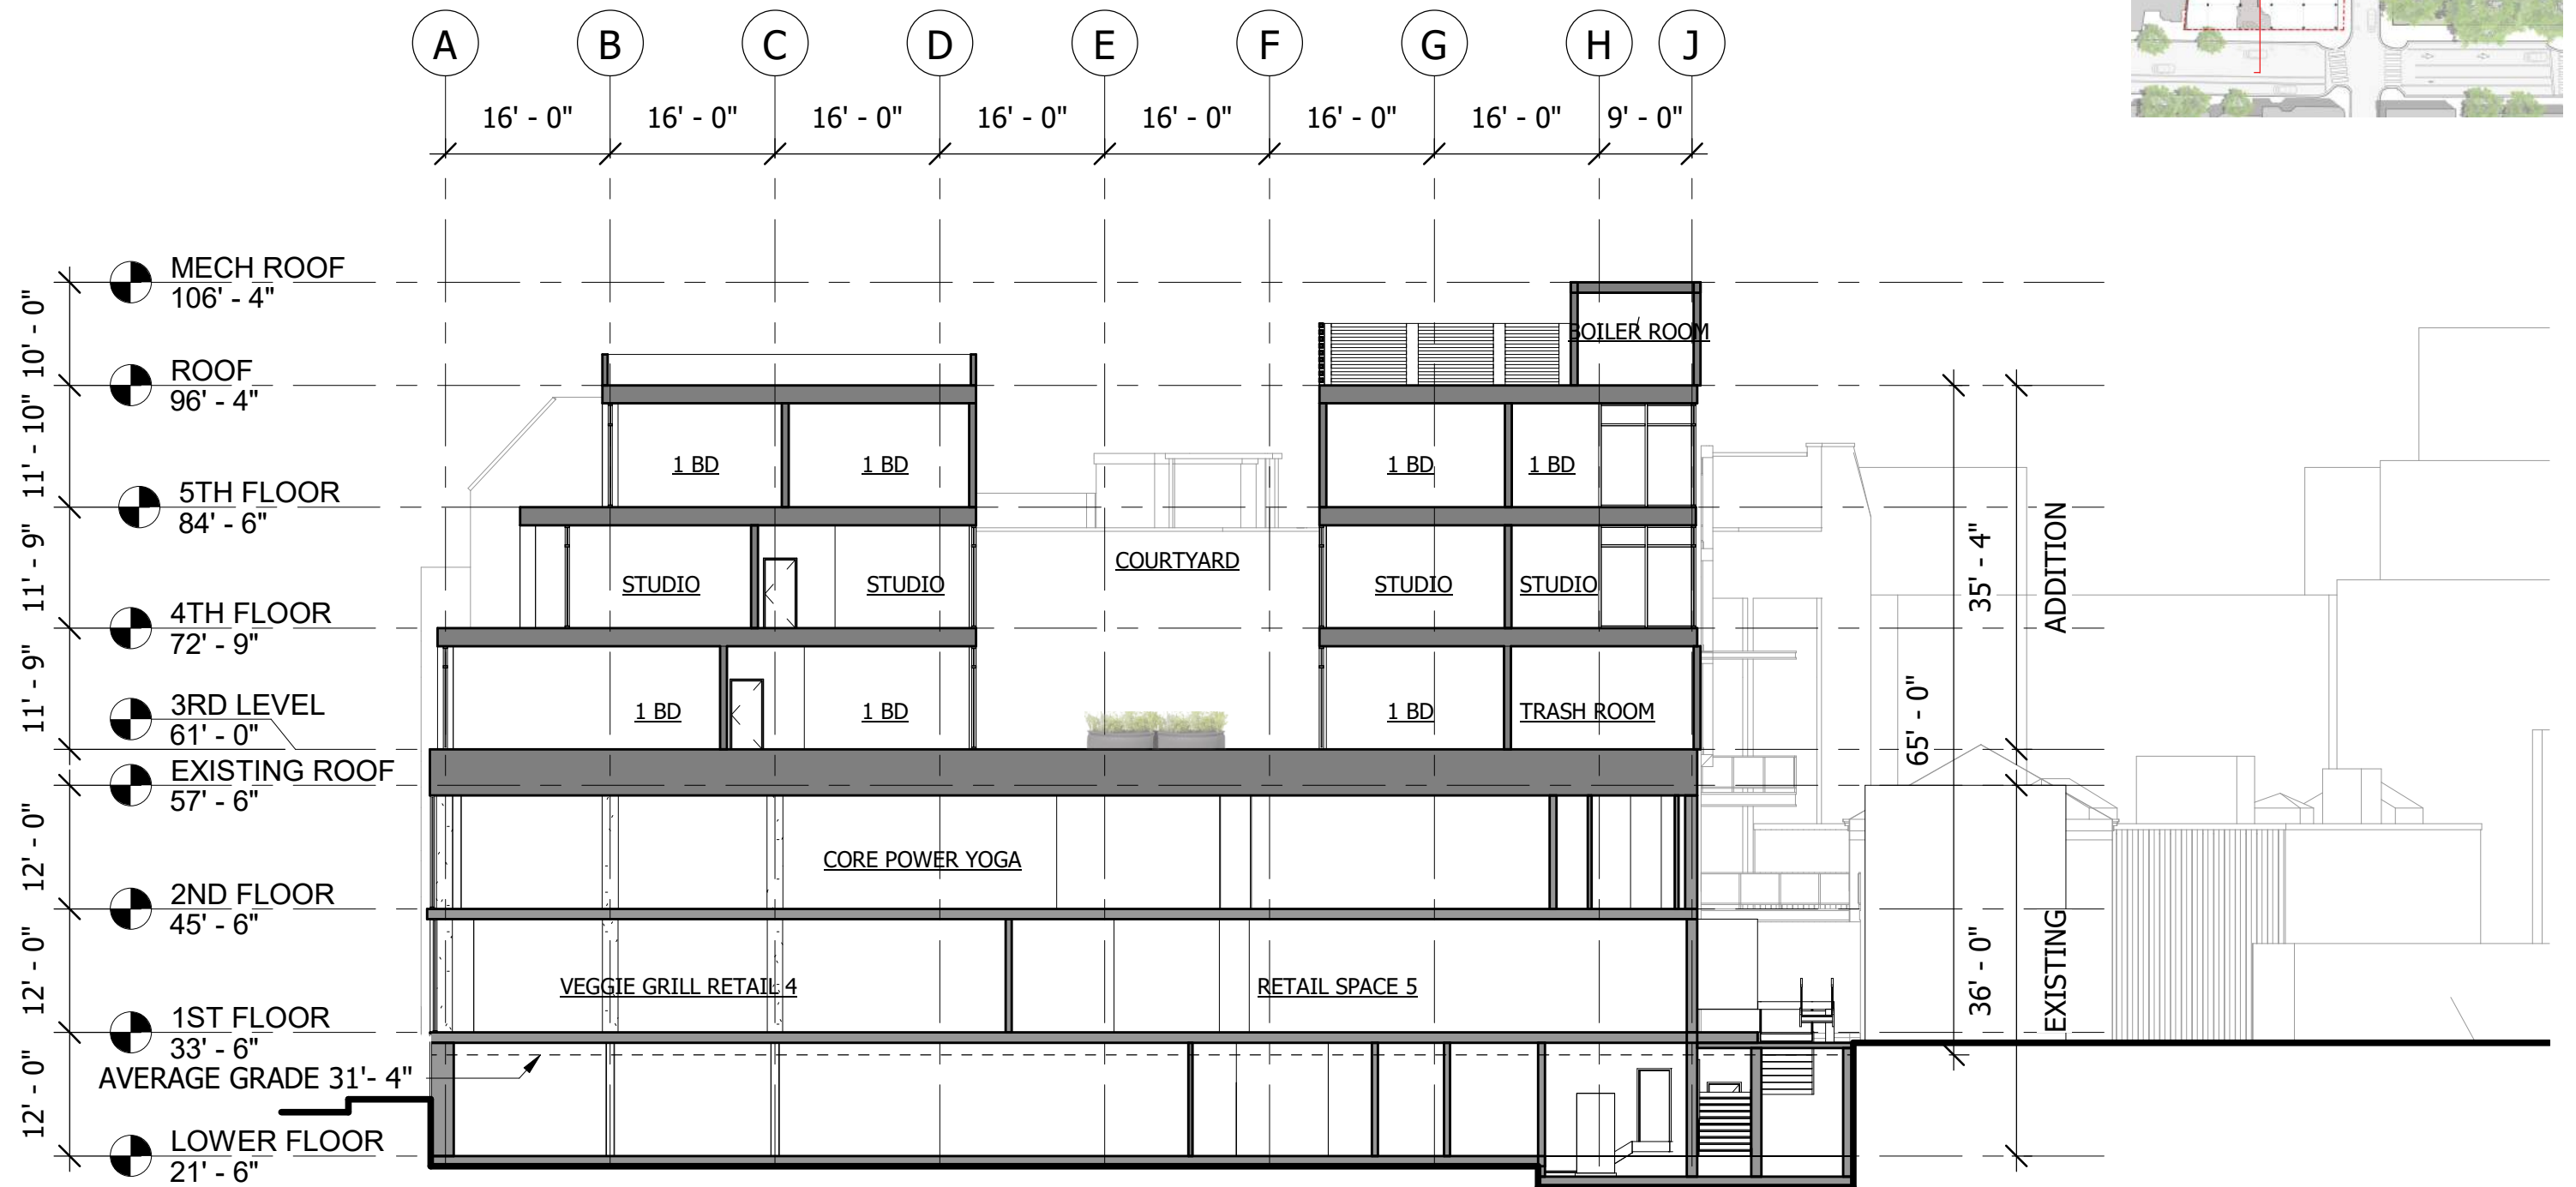 A B C D E F G H J
16' - 0" 16' - 0" 16' - 0" 16' - 0" 16' - 0" 16' - 0" 16' - 0" 9' - 0"
MECH ROOF
106' - 4"
10' - 0"
BOILER ROOM
ROOF
96' - 4"
11' - 10"
1 BD 1 BD 1 BD 1 BD
5TH FLOOR
84' - 6"
11' - 9"
COURTYARD
STUDIO STUDIO STUDIO STUDIO
35' - 4"
ADDITION
4TH FLOOR
72' - 9"
11' - 9"
3RD LEVEL
61' - 0"
1 BD 1 BD 1 BD TRASH ROOM
65' - 0"
EXISTING ROOF
57' - 6"
12' - 0"
CORE POWER YOGA
2ND FLOOR
45' - 6"
12' - 0"
VEGGIE GRILL RETAIL 4 RETAIL SPACE 5
36' - 0"
EXISTING
1ST FLOOR
33' - 6"
AVERAGE GRADE 31'- 4"
12' - 0"
LOWER FLOOR
21' - 6"